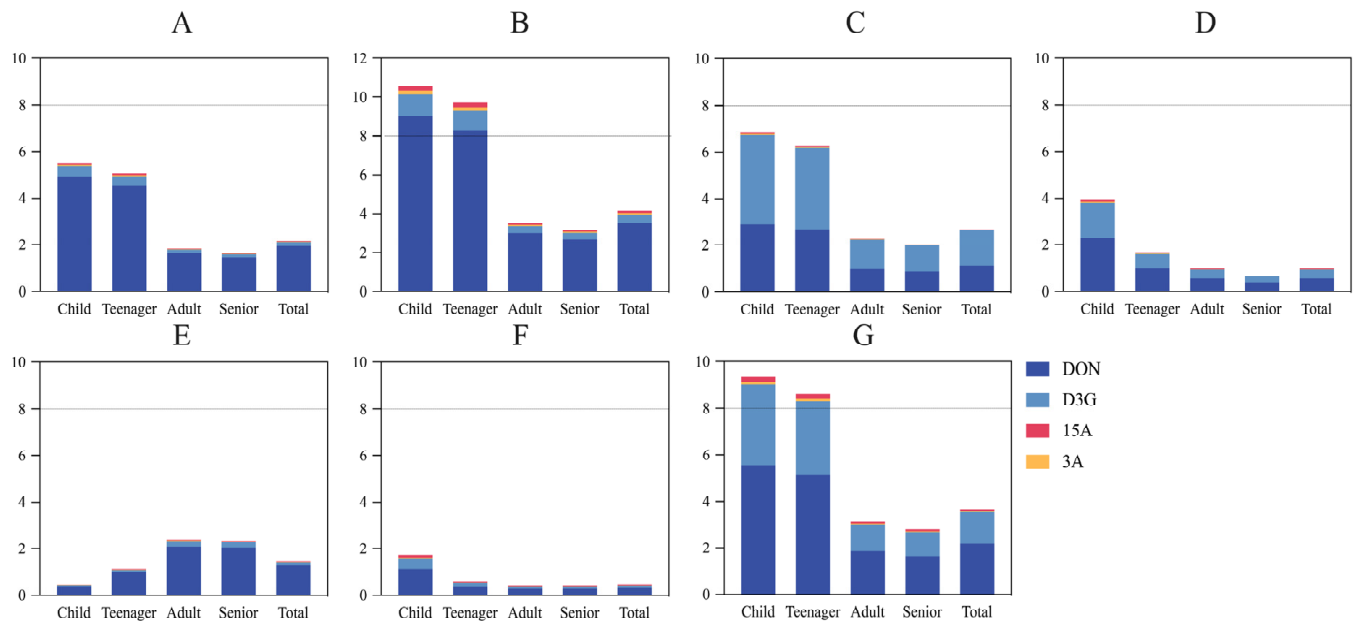 A B C D
10 12 10 10
8 10 8 8
6 8 6 6
4 6 4 4
2 4 2 2
0 2 0 0
0
Child Teenager Adult Senior Total Child Teenager Adult Senior Total Child Teenager Adult Senior Total Child Teenager Adult Senior Total
E F G
10 10 10
8 8 8
6 6 6
4 4 4
2 2 2
0 0 0
Child Teenager Adult Senior Total Child Teenager Adult Senior Total Child Teenager Adult Senior Total
DON
D3G
15A
3A